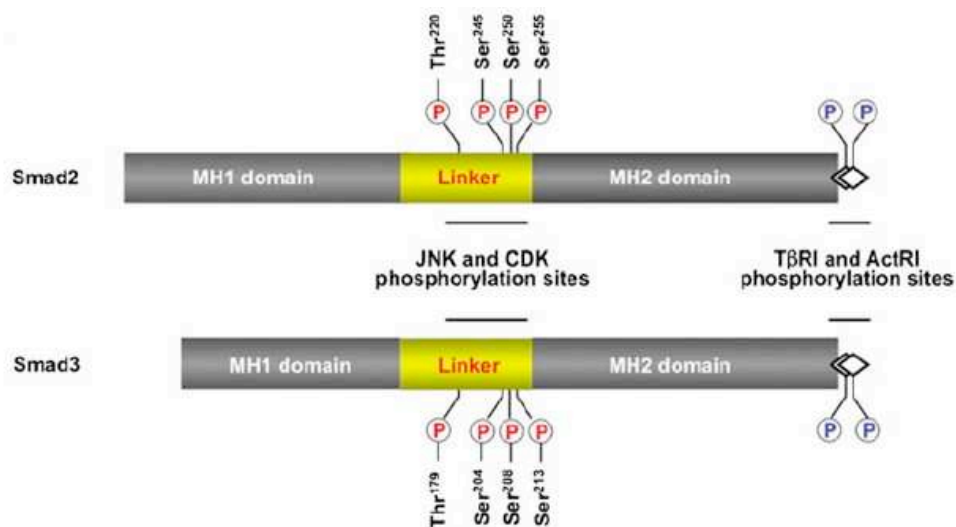 Thr220 Ser245 Ser250 Ser255
P P P P P P
Smad2 MH1 domain Linker MH2 domain
JNK and CDK
phosphorylation sites
TβRI and ActRI
phosphorylation sites
Smad3 MH1 domain Linker MH2 domain
P P P P P P
Thr179 Ser204 Ser208 Ser213